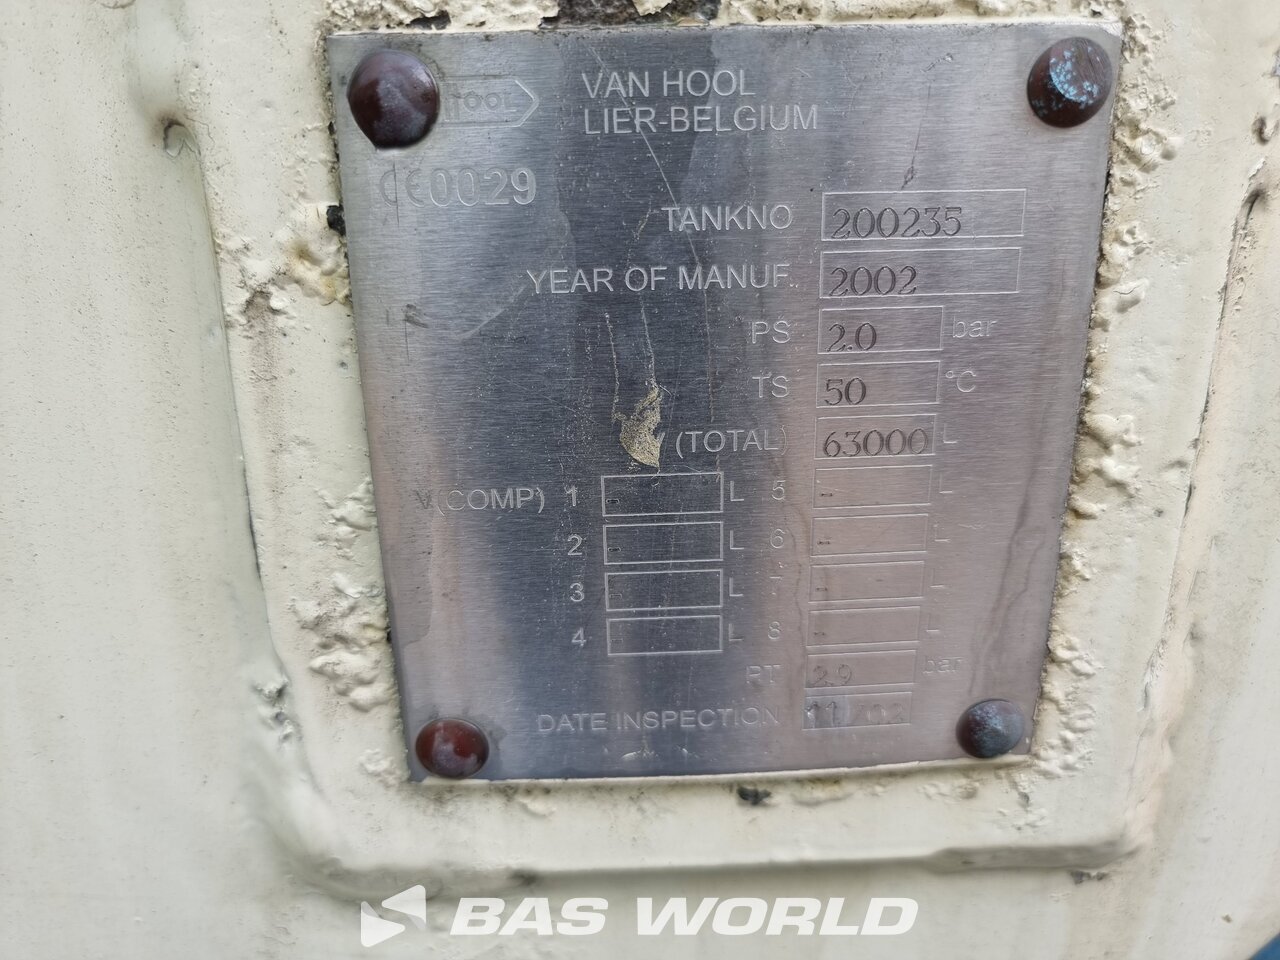 HOOL
VAN HOOL
LIER-BELGIUM
CE0029
TANKNO 200235
YEAR OF MANUF. 2002
PS 2.0 bar
TS 50 °C
V (TOTAL) 63000 L
V(COMP) 1 - L 5 - L
2 - L 6 - L
3 - L 7 - L
4 - L 8 - L
PT 2.9 bar
DATE INSPECTION 11/02
BAS WORLD